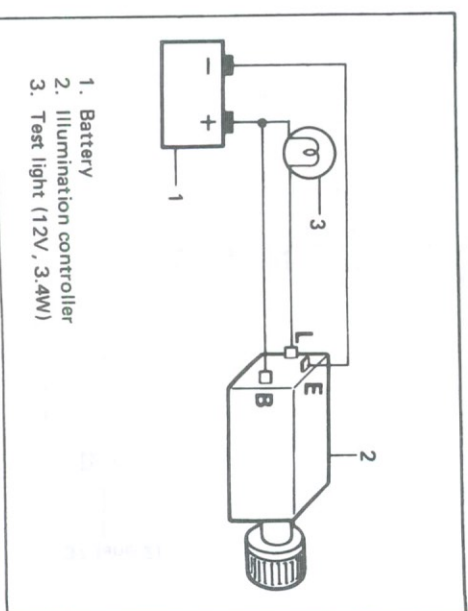 1. Battery
2. Illumination controller
3. Test light (12V, 3.4W)
−
+
1
3
L
E
B
2